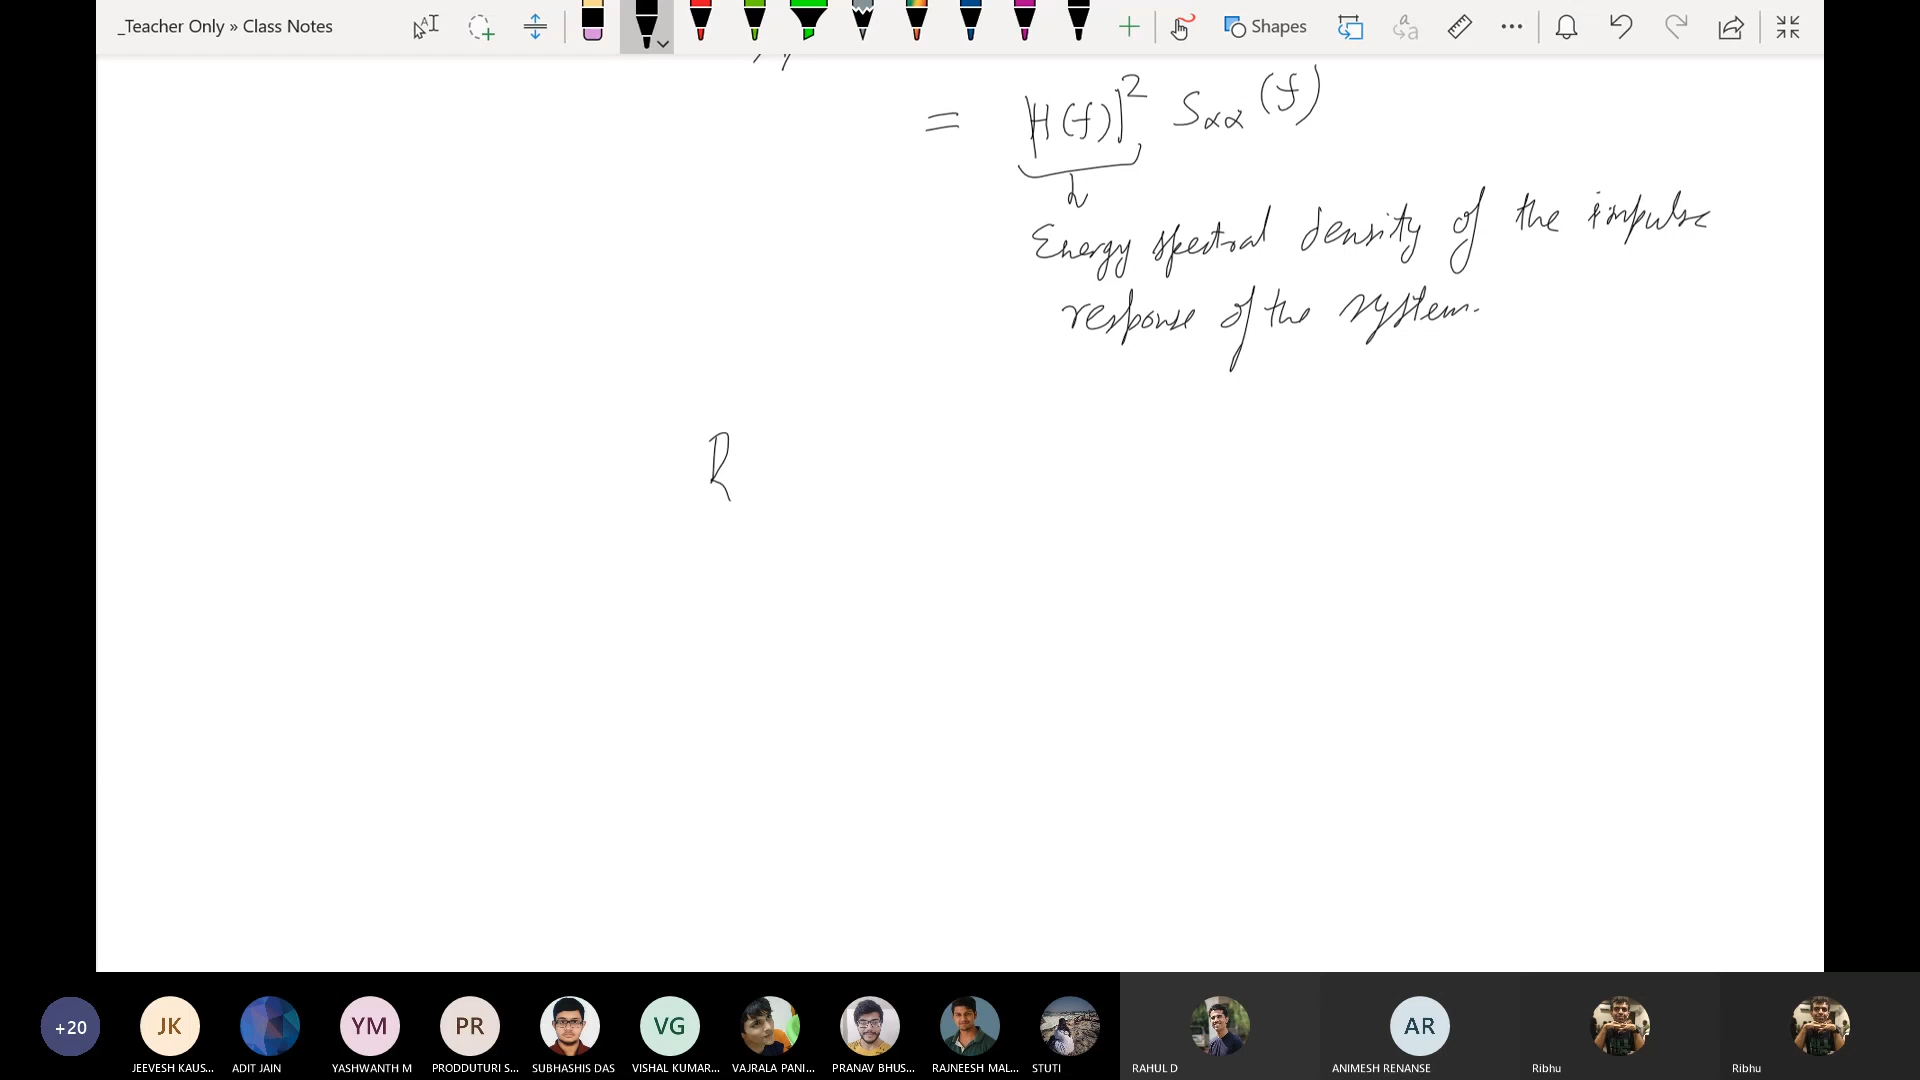 _Teacher Only » Class Notes
Shapes
= |H(f)|² Sαα (f)
Energy spectral density of the impulse
response of the system.
R
+20
JK
YM
PR
VG
AR
JEEVESH KAUS...
ADIT JAIN
YASHWANTH M
PRODDUTURI S...
SUBHASHIS DAS
VISHAL KUMAR...
VAJRALA PANI...
PRANAV BHUS...
RAJNEESH MAL...
STUTI
RAHUL D
ANIMESH RENANSE
Ribhu
Ribhu